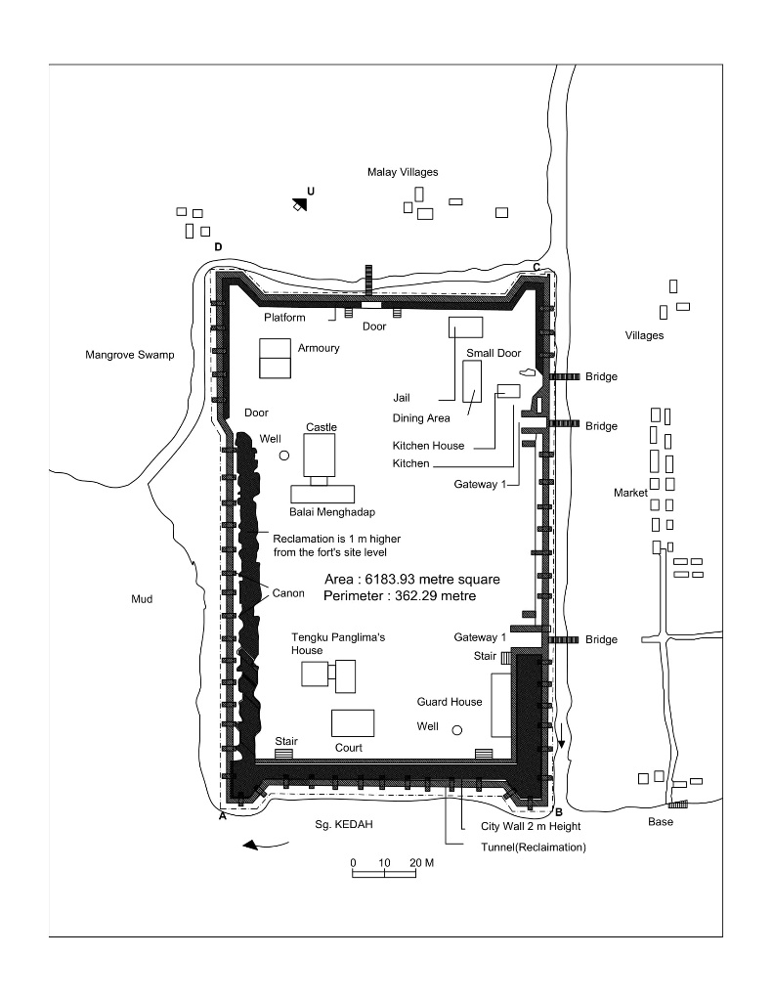 Malay Villages
U
D
C
Platform
Door
Mangrove Swamp
Armoury
Small Door
Villages
Bridge
Jail
Dining Area
Door
Castle
Well
Bridge
Kitchen House
Kitchen
Gateway 1
Market
Balai Menghadap
Reclamation is 1 m higher
from the fort's site level
Area : 6183.93 metre square
Perimeter : 362.29 metre
Canon
Mud
Tengku Panglima's
House
Gateway 1
Bridge
Stair
Guard House
Well
Stair
Court
A
B
Sg. KEDAH
City Wall 2 m Height
Base
Tunnel(Reclaimation)
0 10 20 M